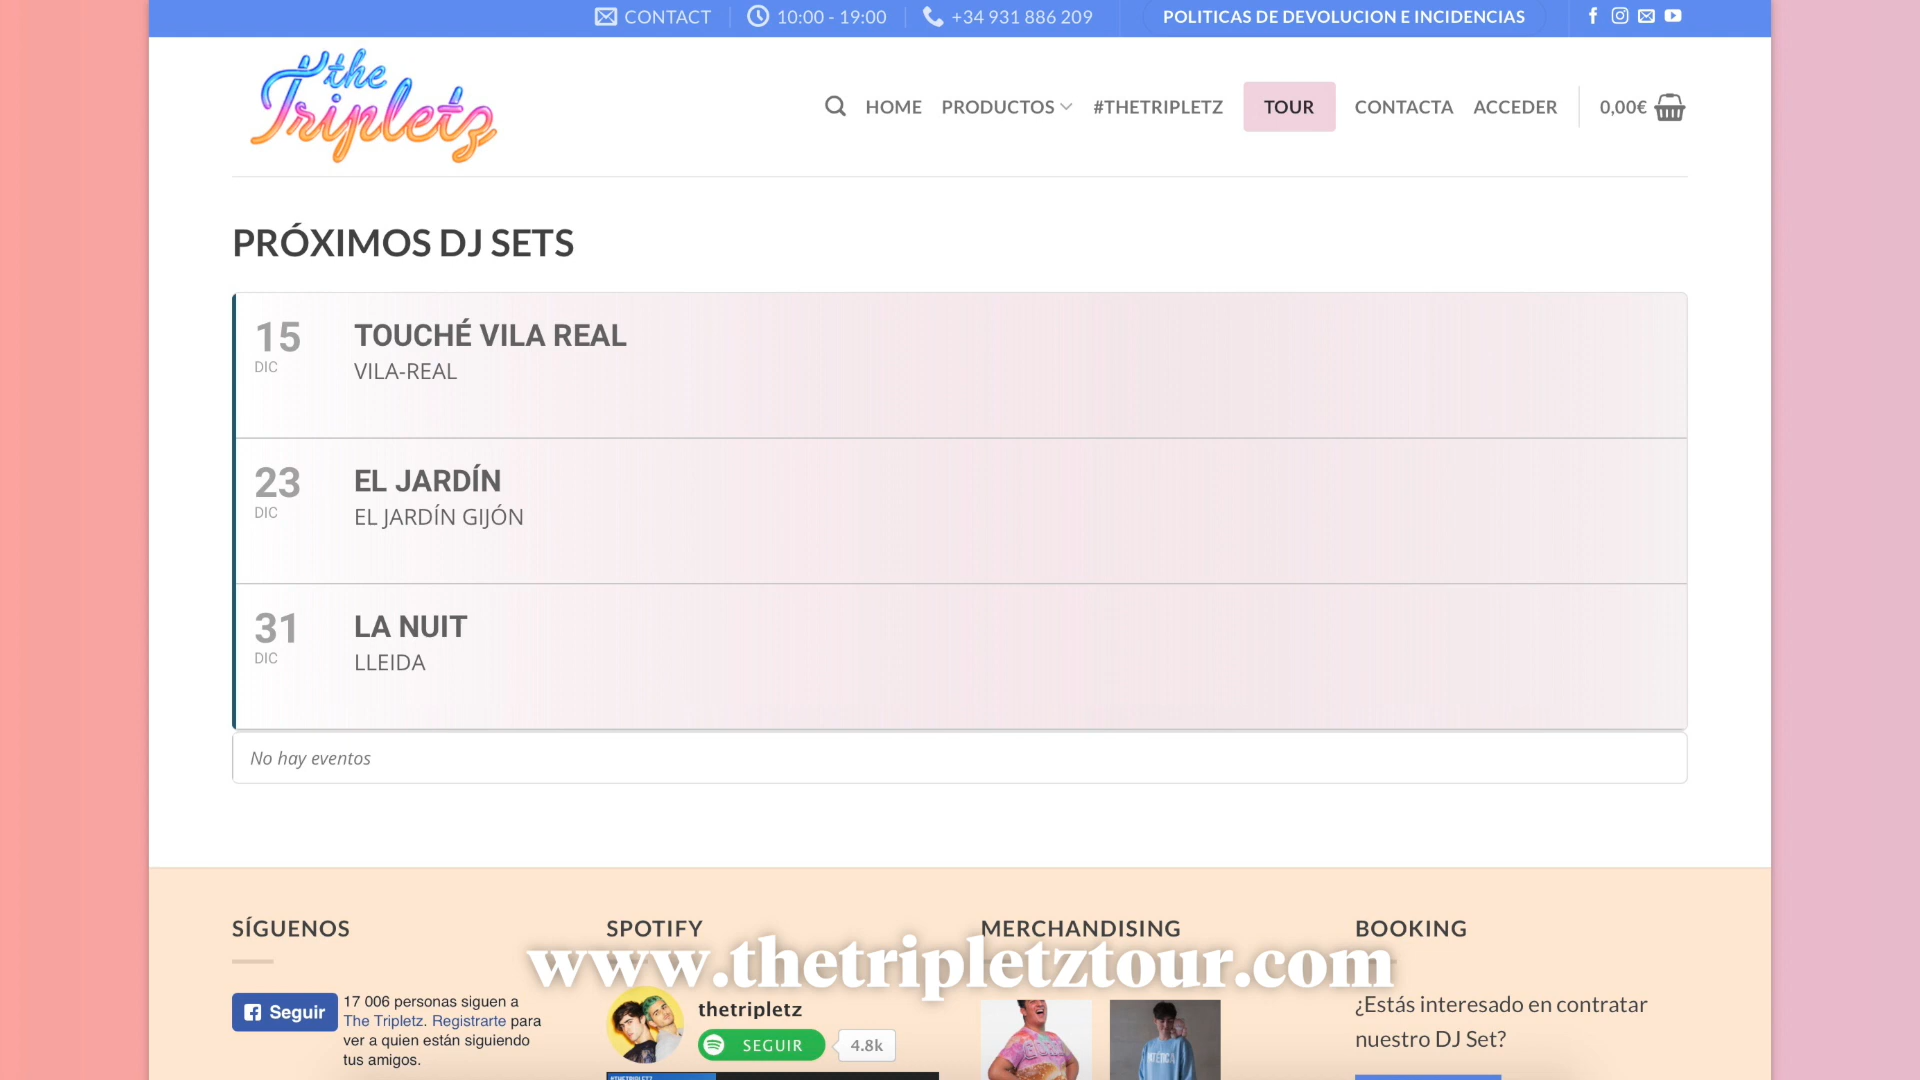 CONTACT
10:00 - 19:00
+34 931 886 209
POLITICAS DE DEVOLUCION E INCIDENCIAS
the
Tripletz
HOME
PRODUCTOS
#THETRIPLETZ
TOUR
CONTACTA
ACCEDER
0,00€
PRÓXIMOS DJ SETS
15
DIC
TOUCHÉ VILA REAL
VILA-REAL
23
DIC
EL JARDÍN
EL JARDÍN GIJÓN
31
DIC
LA NUIT
LLEIDA
No hay eventos
SÍGUENOS
SPOTIFY
MERCHANDISING
BOOKING
www.thetripletztour.com
Seguir
17 006 personas siguen a
The Tripletz. Registrarte para
ver a quien están siguiendo
tus amigos.
thetripletz
SEGUIR
4.8k
¿Estás interesado en contratar
nuestro DJ Set?
#THETRIPLETZ